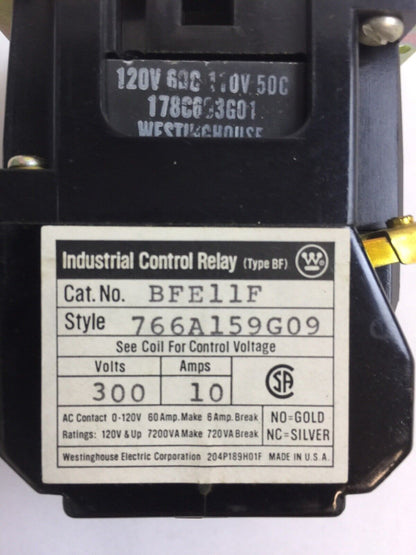 120V 60C 110V 50C
178C693G01
WESTINGHOUSE
Industrial Control Relay (Type BF) W
Cat. No. BFE11F
Style 766A159G09
See Coil For Control Voltage
Volts Amps
300 10
SA
AC Contact 0-120V 60 Amp. Make 6 Amp. Break
Ratings: 120V & Up 7200VA Make 720VA Break
NO=GOLD
NC=SILVER
Westinghouse Electric Corporation 204P189H01F MADE IN U.S.A.